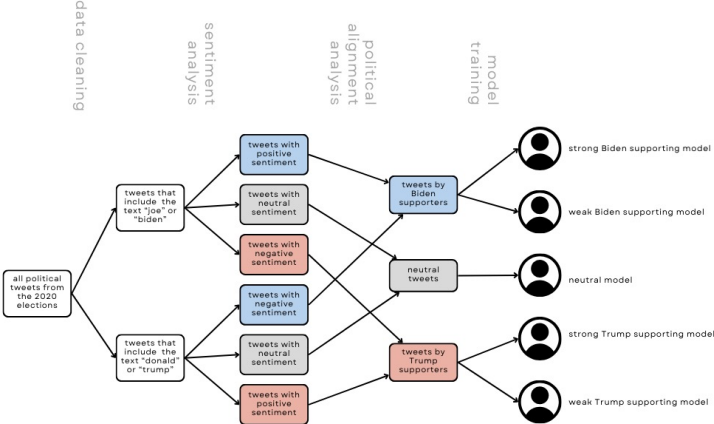 data cleaning
sentiment
analysis
political
alignment
analysis
model
training
all political
tweets from
the 2020
elections
tweets that
include the
text "joe" or
"biden"
tweets that
include the
text "donald"
or "trump"
tweets with
positive
sentiment
tweets with
neutral
sentiment
tweets with
negative
sentiment
tweets with
negative
sentiment
tweets with
neutral
sentiment
tweets with
positive
sentiment
tweets by
Biden
supporters
neutral
tweets
tweets by
Trump
supporters
strong Biden supporting model
weak Biden supporting model
neutral model
strong Trump supporting model
weak Trump supporting model